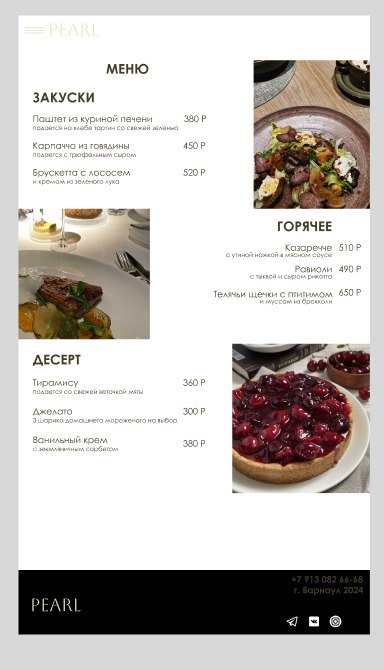 PEARL
МЕНЮ
ЗАКУСКИ
Паштет из куриной печени 380 Р
подается на хлебе тартин со свежей зеленью
Карпаччо из говядины 450 Р
подается с трюфельным сыром
Брускетта с лососем 520 Р
и кремом из зеленого лука
ГОРЯЧЕЕ
Казаречче 510 Р
с утиной ножкой в мясном соусе
Равиоли 490 Р
с тыквой и сыром рикотта
Телячьи щечки с птитимом 650 Р
и муссом из брокколи
ДЕСЕРТ
Тирамису 360 Р
подается со свежей веточкой мяты
Джелато 300 Р
3 шарика домашнего мороженого на выбор
Ванильный крем 380 Р
с земляничным сорбетом
+7 913 082 66-68
г. Барнаул 2024
PEARL